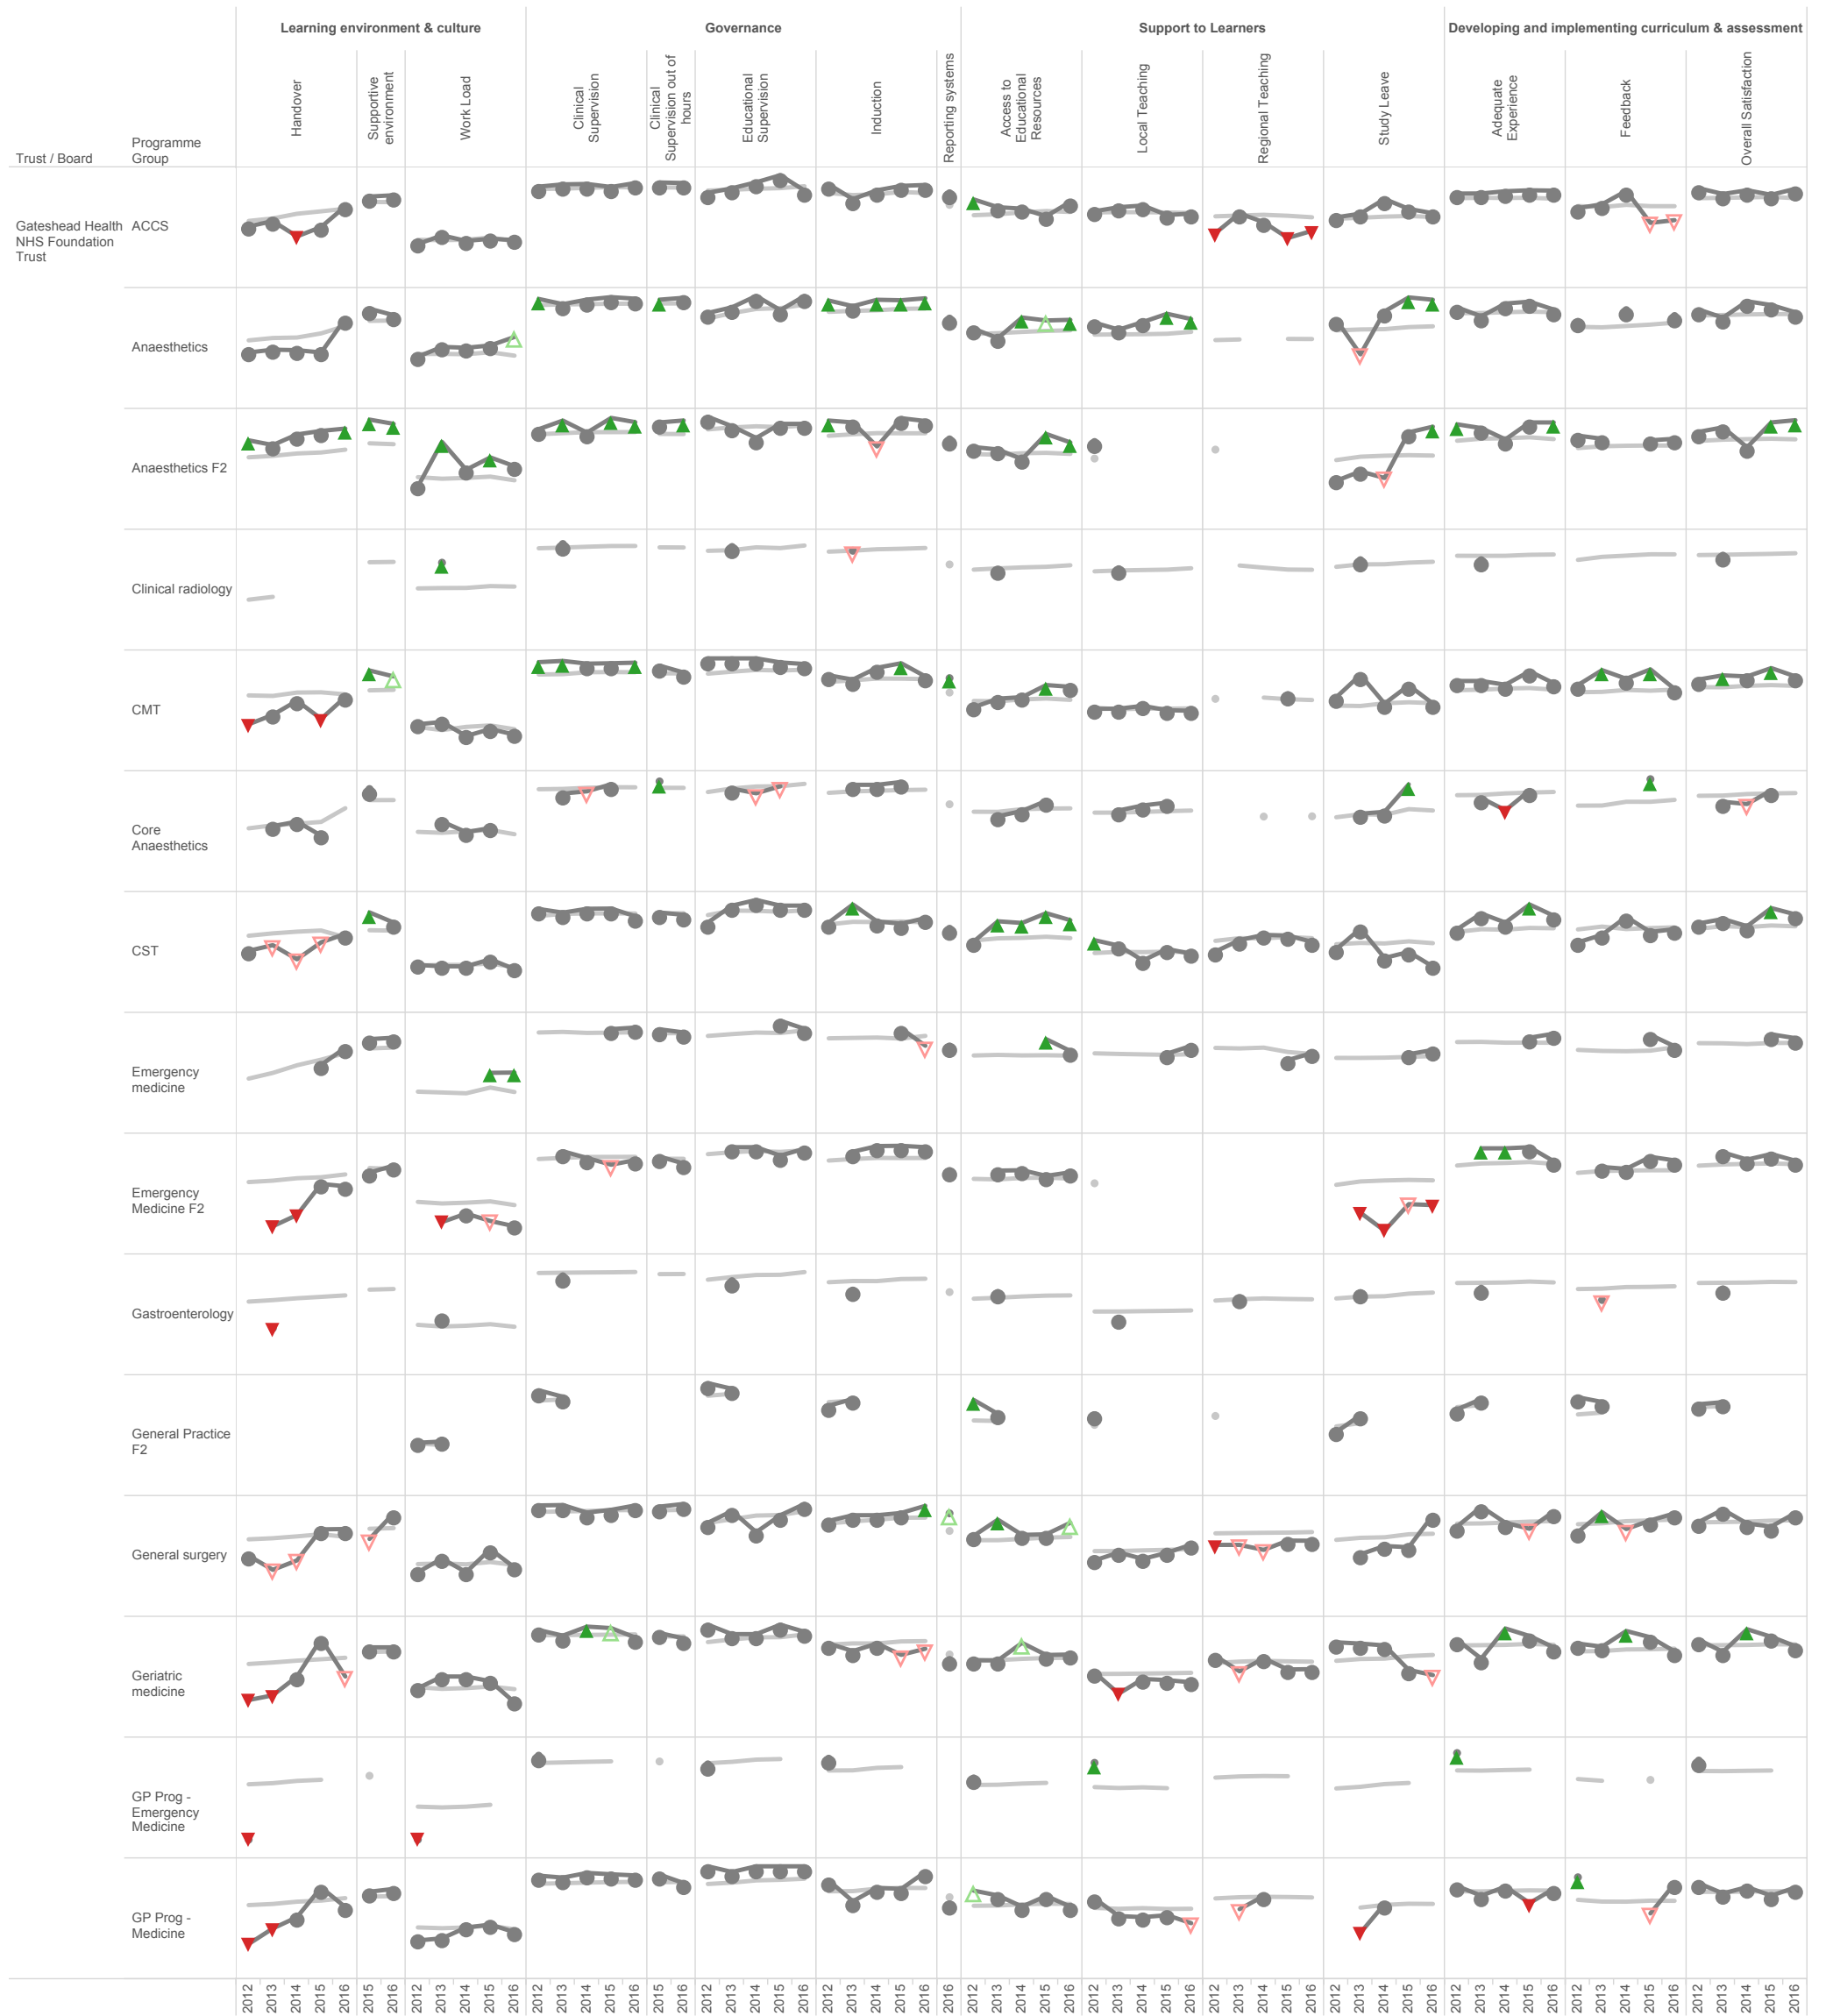 Learning environment & culture
Governance
Support to Learners
Developing and implementing curriculum & assessment
Trust / Board
Programme
Group
Handover
Supportive
environment
Work Load
Clinical
Supervision
Clinical
Supervision out of
hours
Educational
Supervision
Induction
Reporting systems
Access to
Educational
Resources
Local Teaching
Regional Teaching
Study Leave
Adequate
Experience
Feedback
Overall Satisfaction
Gateshead Health
NHS Foundation
Trust
ACCS
Anaesthetics
Anaesthetics F2
Clinical radiology
CMT
Core
Anaesthetics
CST
Emergency
medicine
Emergency
Medicine F2
Gastroenterology
General Practice
F2
General surgery
Geriatric
medicine
GP Prog -
Emergency
Medicine
GP Prog -
Medicine
2012 2013 2014 2015 2016
2015 2016
2012 2013 2014 2015 2016
2012 2013 2014 2015 2016
2015 2016
2012 2013 2014 2015 2016
2012 2013 2014 2015 2016
2016
2012 2013 2014 2015 2016
2012 2013 2014 2015 2016
2012 2013 2014 2015 2016
2012 2013 2014 2015 2016
2012 2013 2014 2015 2016
2012 2013 2014 2015 2016
2012 2013 2014 2015 2016